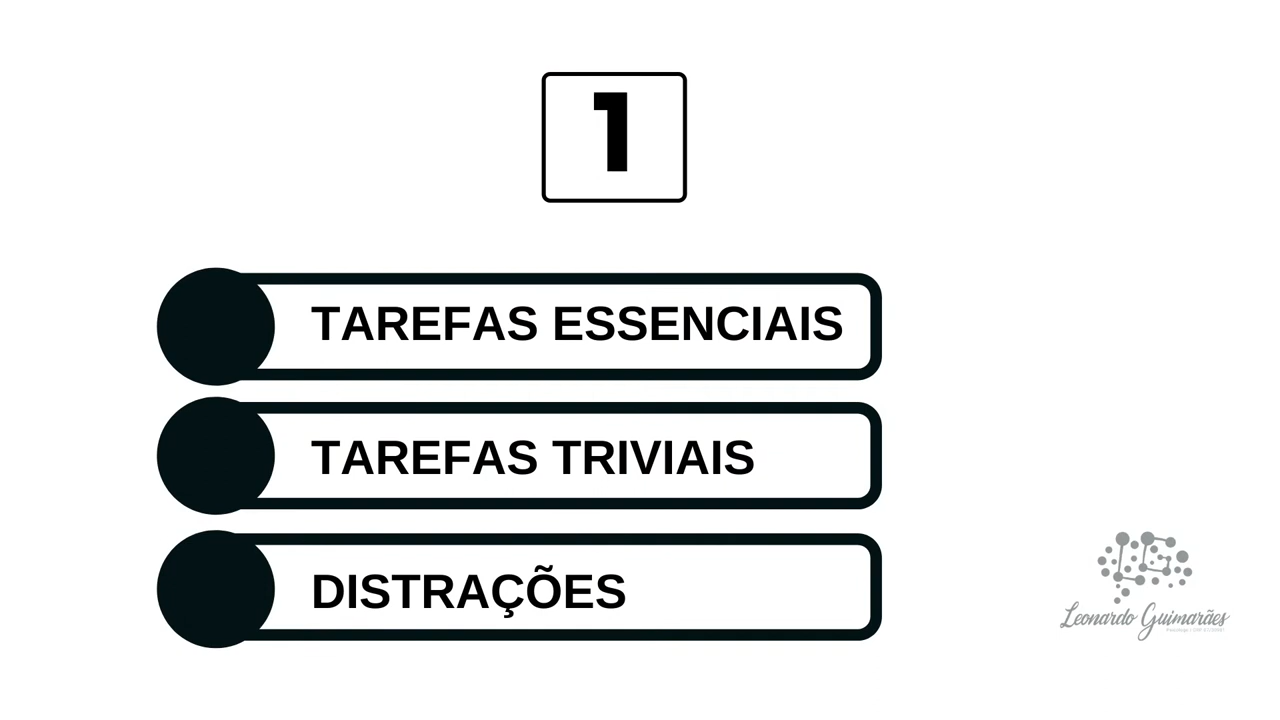 1
TAREFAS ESSENCIAIS
TAREFAS TRIVIAIS
DISTRAÇÕES
Leonardo Guimarães